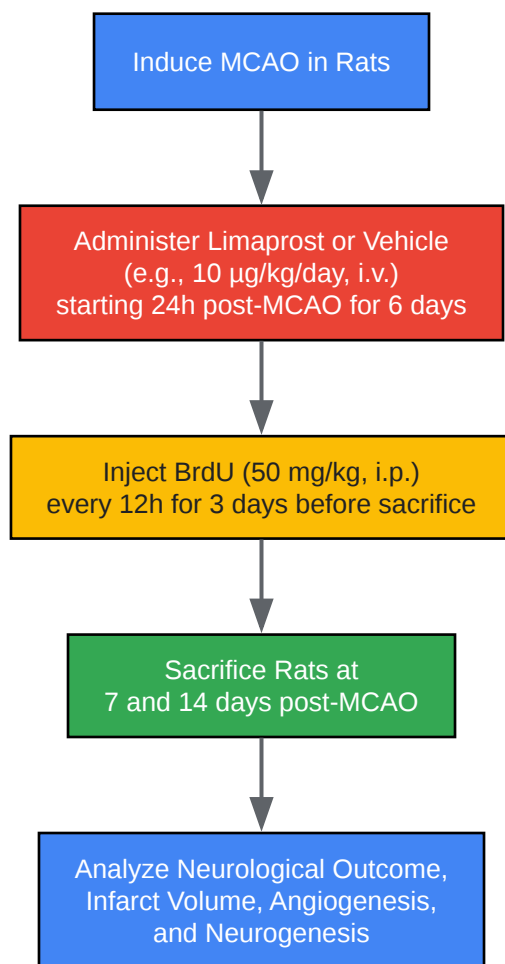 Induce MCAO in Rats
Administer Limaprost or Vehicle
(e.g., 10 µg/kg/day, i.v.)
starting 24h post-MCAO for 6 days
Inject BrdU (50 mg/kg, i.p.)
every 12h for 3 days before sacrifice
Sacrifice Rats at
7 and 14 days post-MCAO
Analyze Neurological Outcome,
Infarct Volume, Angiogenesis,
and Neurogenesis